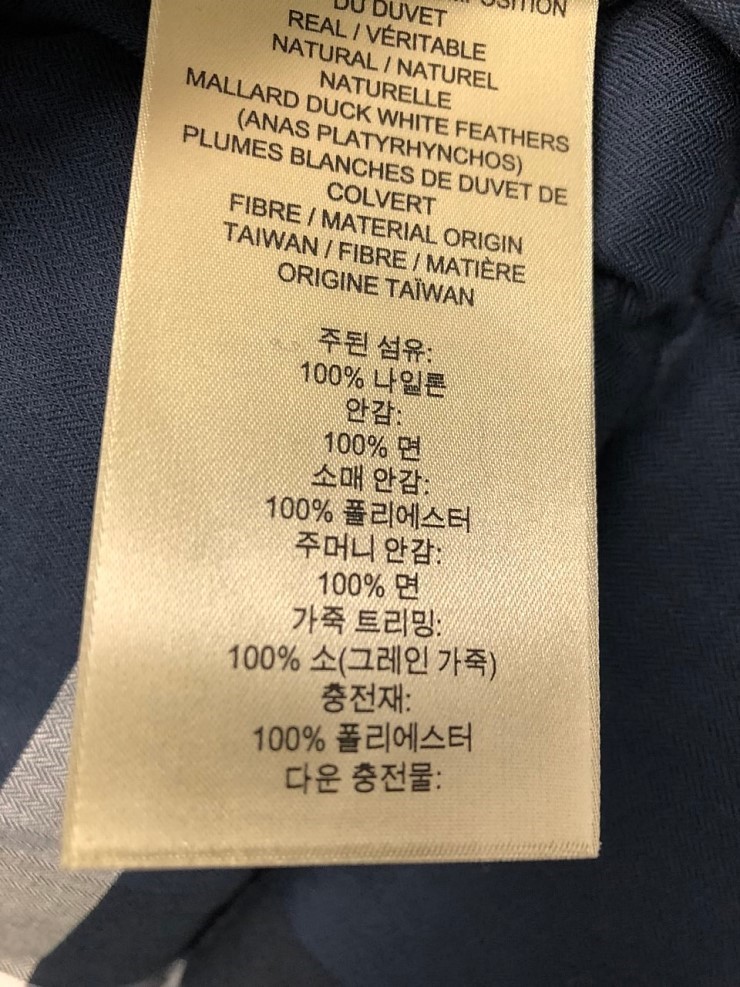 DU DUVET
REAL / VÉRITABLE
NATURAL / NATUREL
NATURELLE
MALLARD DUCK WHITE FEATHERS
(ANAS PLATYRHYNCHOS)
PLUMES BLANCHES DE DUVET DE
COLVERT
FIBRE / MATERIAL ORIGIN
TAIWAN / FIBRE / MATIÈRE
ORIGINE TAÏWAN
주된 섬유:
100% 나일론
안감:
100% 면
소매 안감:
100% 폴리에스터
주머니 안감:
100% 면
가죽 트리밍:
100% 소(그레인 가죽)
충전재:
100% 폴리에스터
다운 충전물: